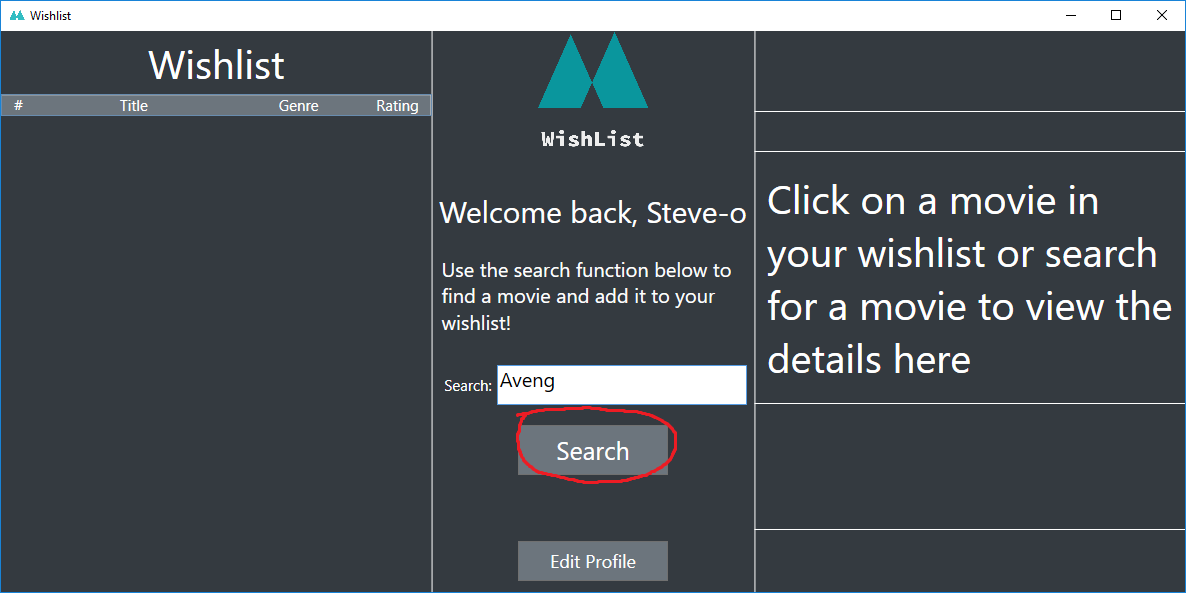 Wishlist
Wishlist
# Title Genre Rating
WishList
Welcome back, Steve-o
Use the search function below to
find a movie and add it to your
wishlist!
Search: Aveng
Search
Edit Profile
Click on a movie in
your wishlist or search
for a movie to view the
details here